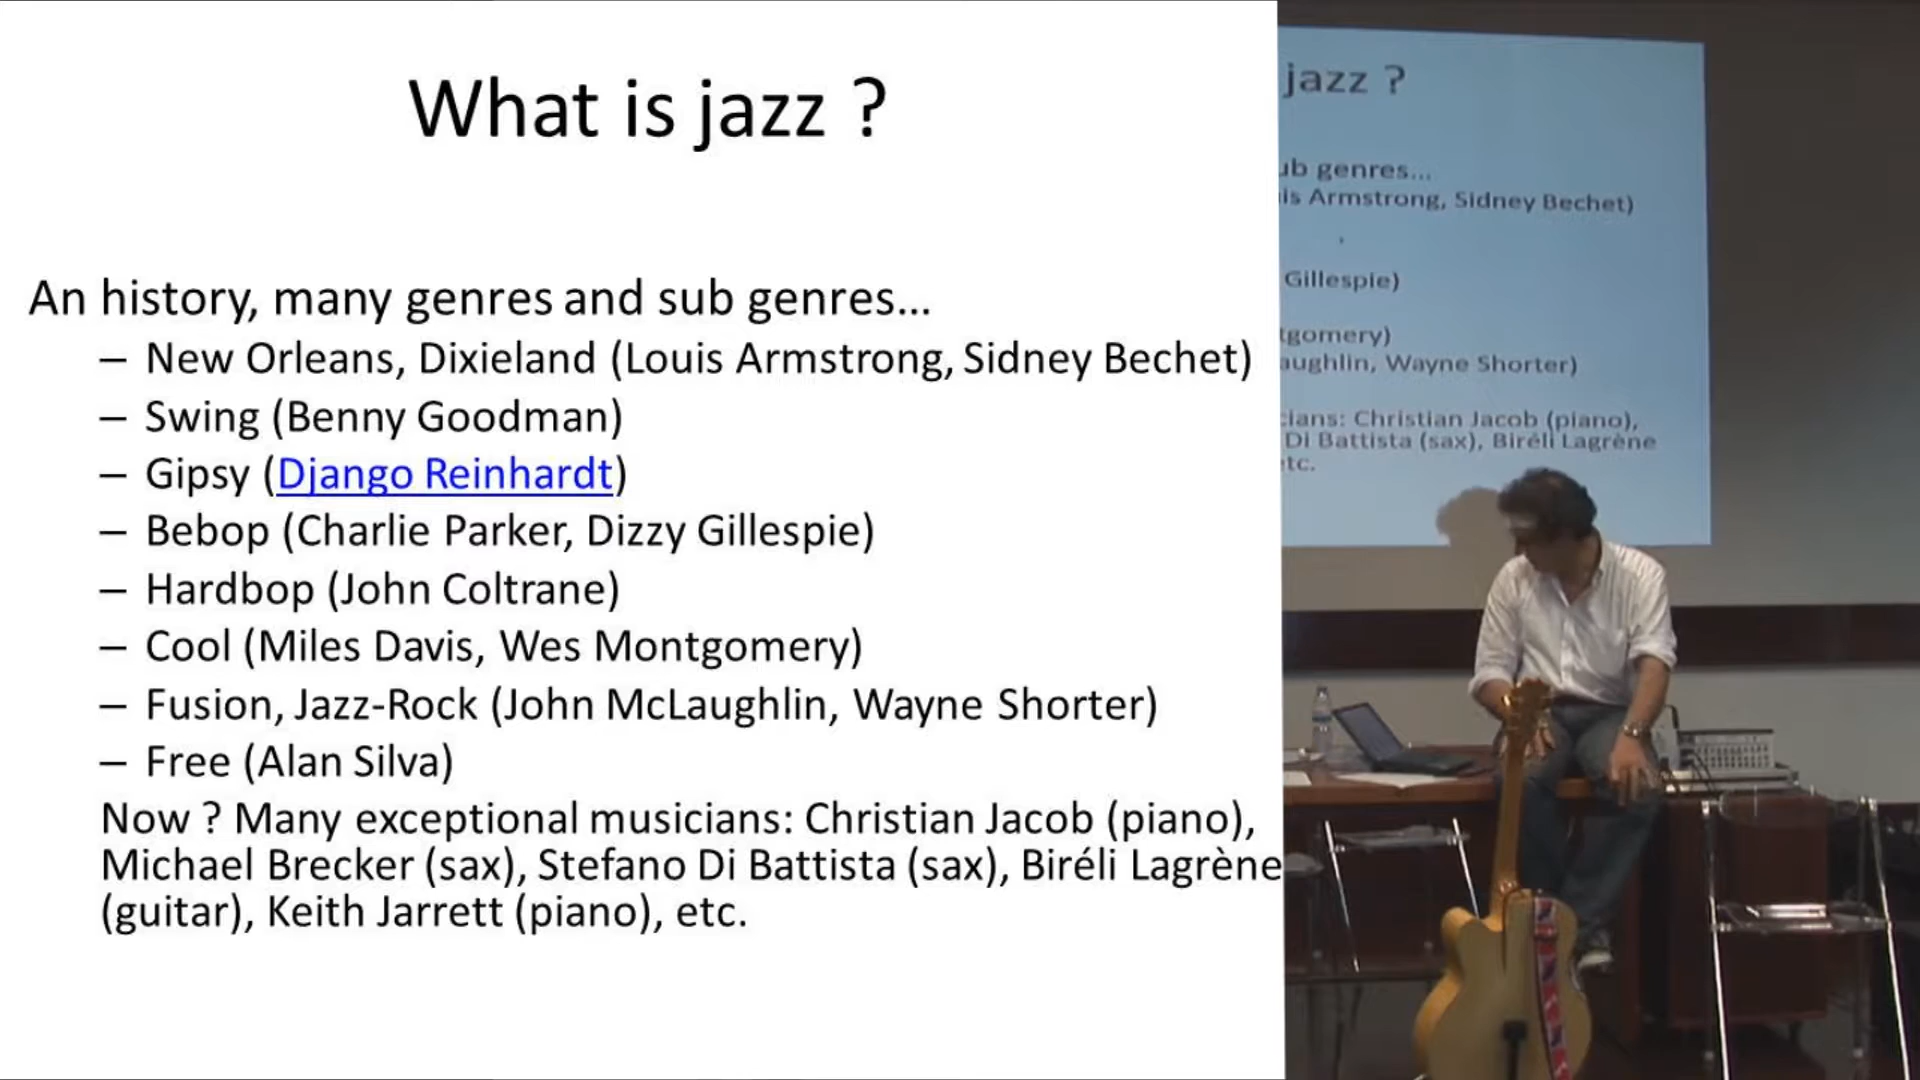 What is jazz ?
An history, many genres and sub genres...
– New Orleans, Dixieland (Louis Armstrong, Sidney Bechet)
– Swing (Benny Goodman)
– Gipsy (Django Reinhardt)
– Bebop (Charlie Parker, Dizzy Gillespie)
– Hardbop (John Coltrane)
– Cool (Miles Davis, Wes Montgomery)
– Fusion, Jazz-Rock (John McLaughlin, Wayne Shorter)
– Free (Alan Silva)
Now ? Many exceptional musicians: Christian Jacob (piano),
Michael Brecker (sax), Stefano Di Battista (sax), Biréli Lagrène
(guitar), Keith Jarrett (piano), etc.
jazz ?
ub genres...
is Armstrong, Sidney Bechet)
Gillespie)
tgomery)
aughlin, Wayne Shorter)
cians: Christian Jacob (piano),
Di Battista (sax), Biréli Lagrène
etc.